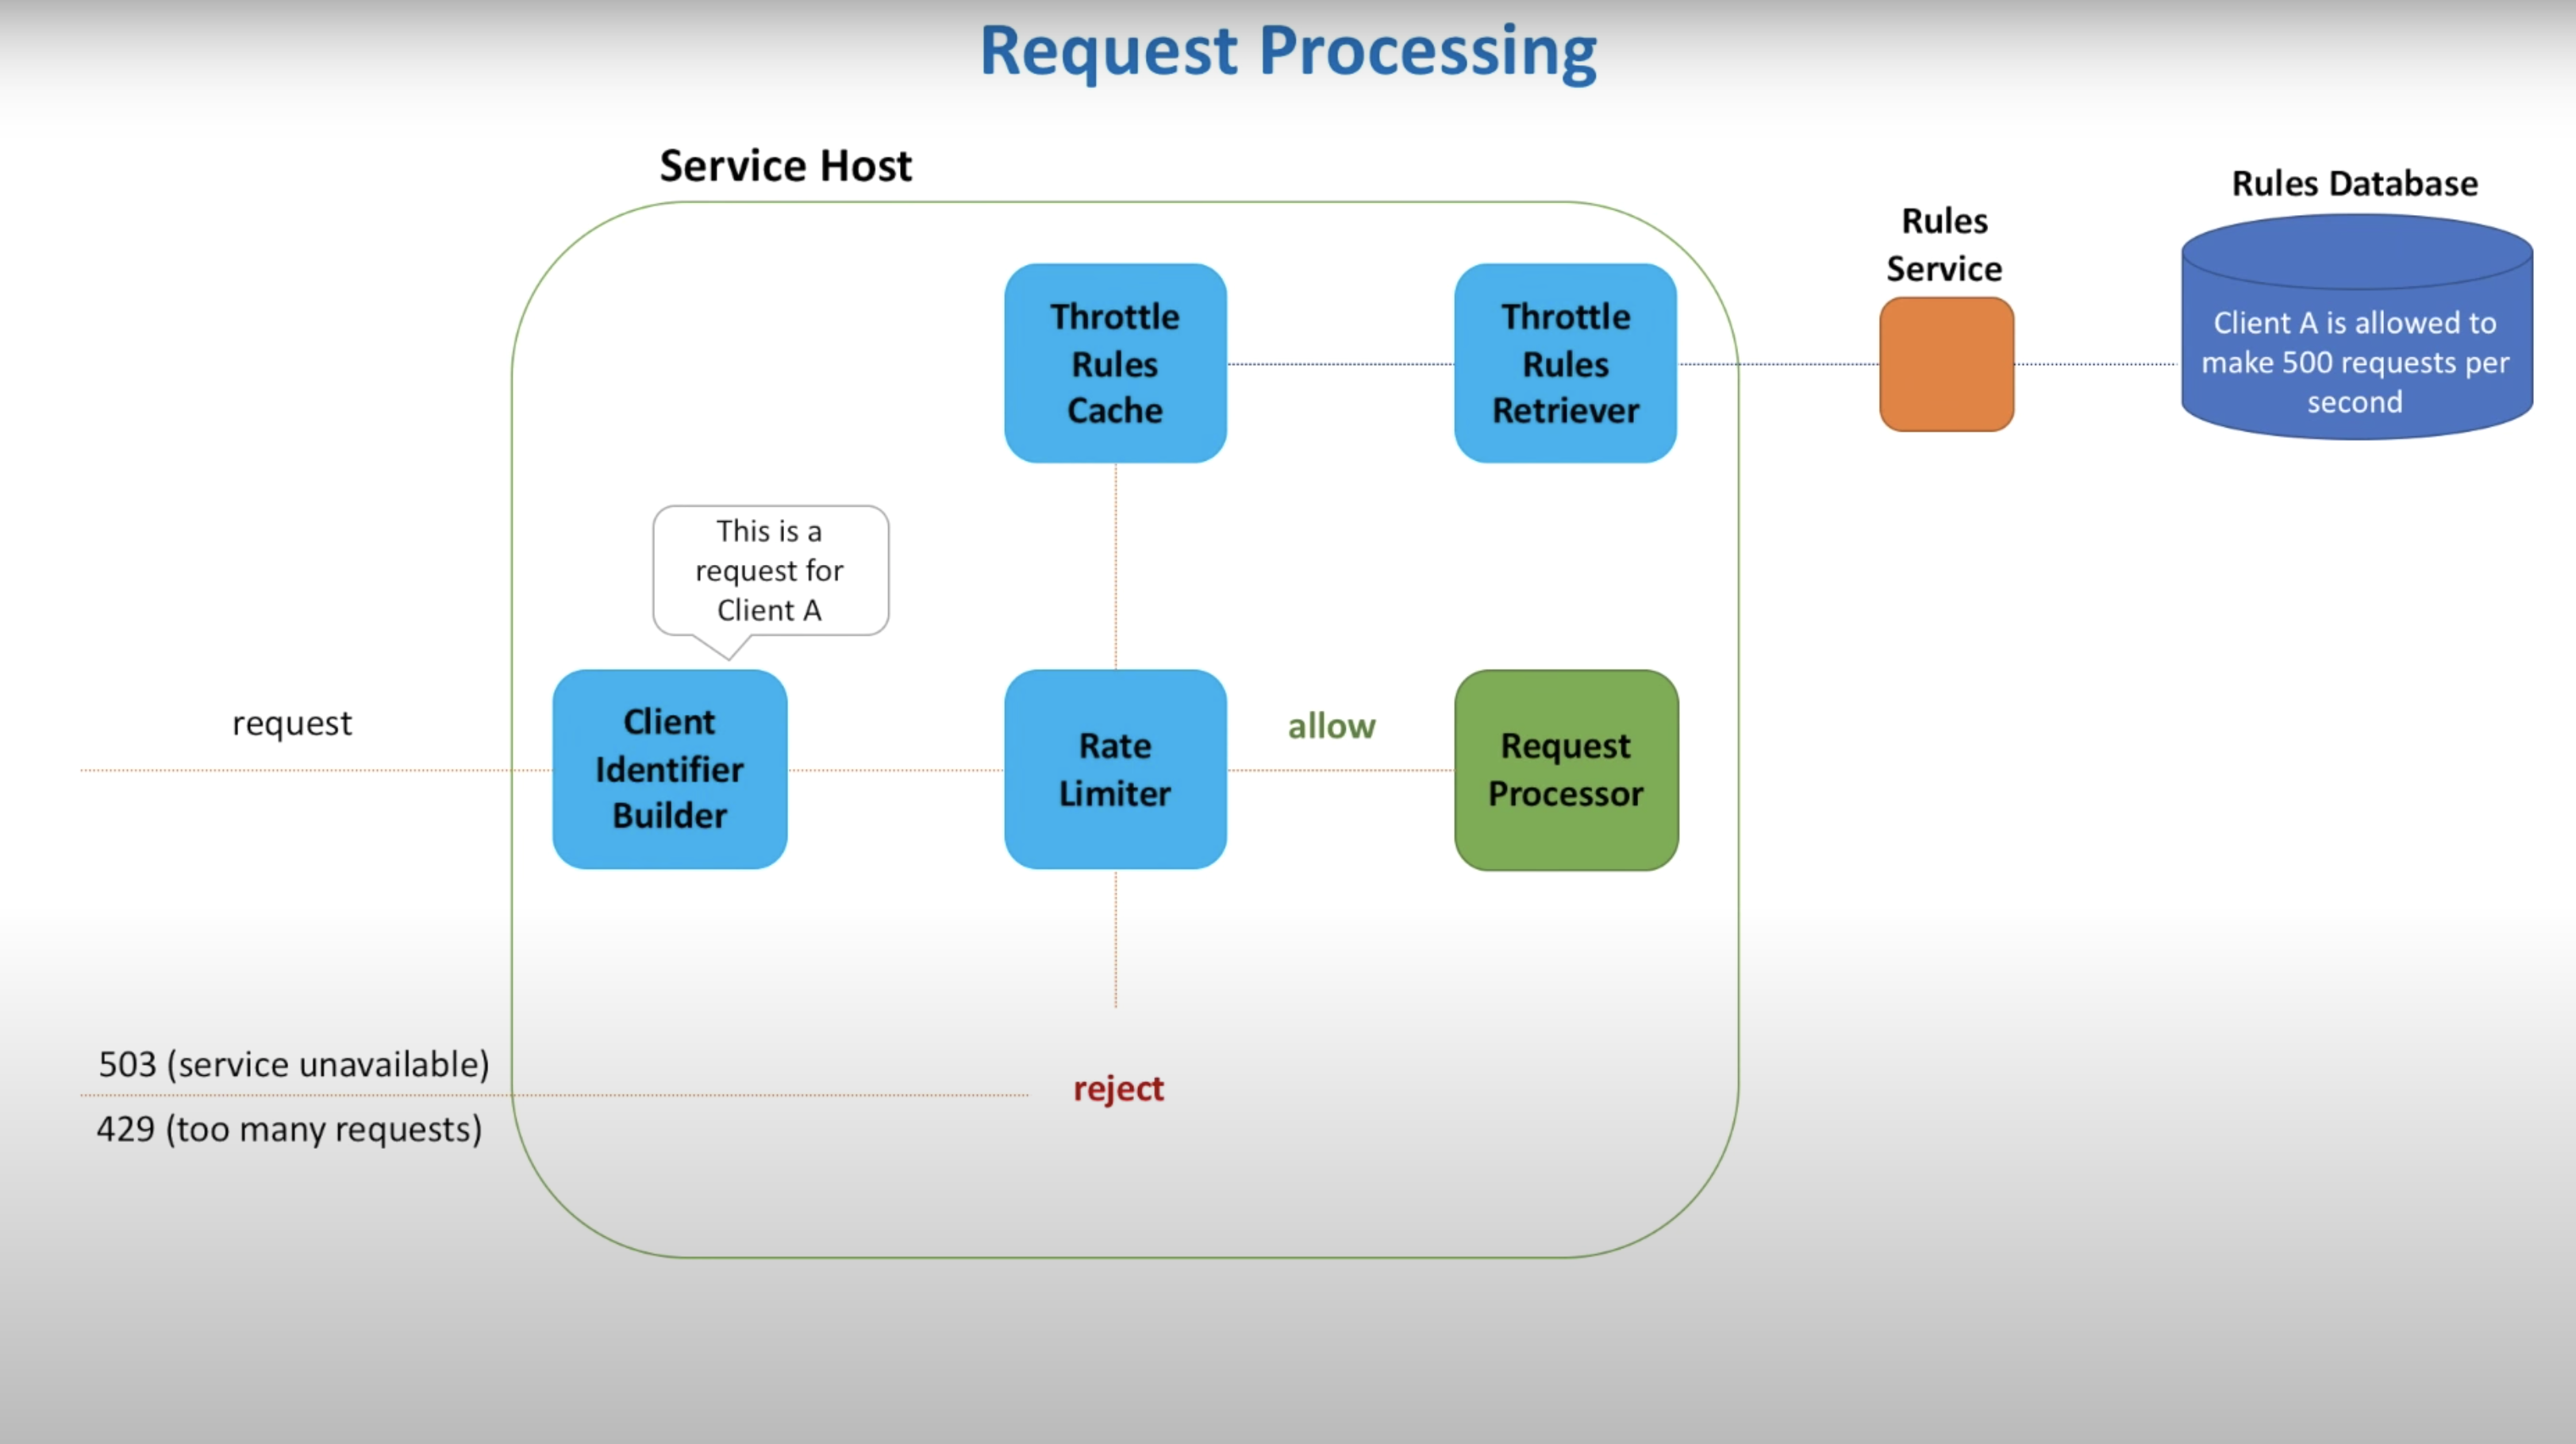 Request Processing
Service Host
Rules Database
Rules
Service
Throttle
Rules
Cache
Throttle
Rules
Retriever
Client A is allowed to
make 500 requests per
second
This is a
request for
Client A
request
Client
Identifier
Builder
Rate
Limiter
allow
Request
Processor
503 (service unavailable)
reject
429 (too many requests)